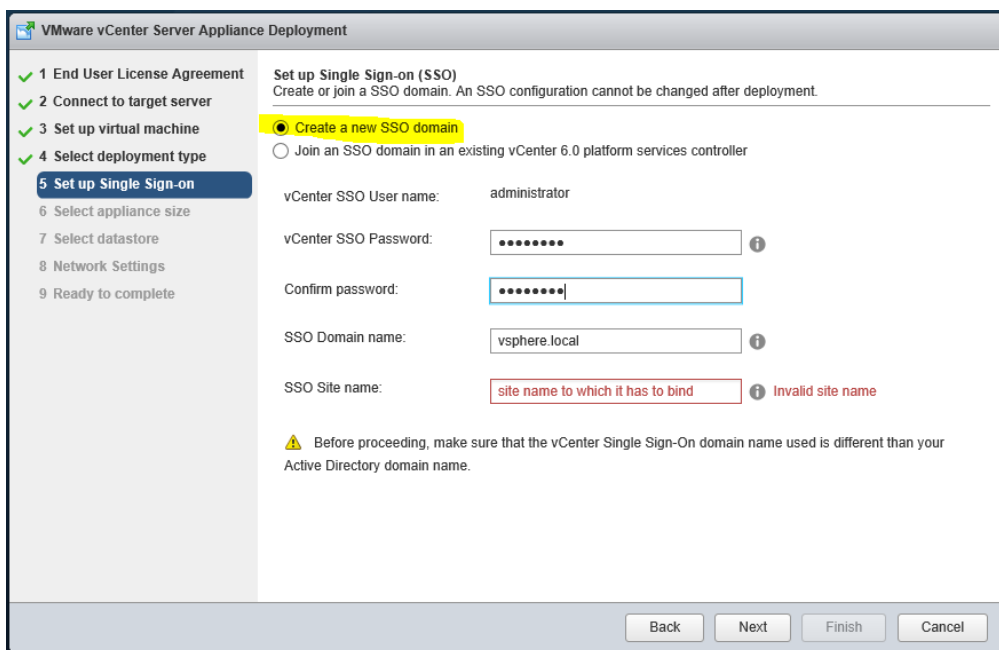 VMware vCenter Server Appliance Deployment
1 End User License Agreement
2 Connect to target server
3 Set up virtual machine
4 Select deployment type
5 Set up Single Sign-on
6 Select appliance size
7 Select datastore
8 Network Settings
9 Ready to complete
Set up Single Sign-on (SSO)
Create or join a SSO domain. An SSO configuration cannot be changed after deployment.
Create a new SSO domain
Join an SSO domain in an existing vCenter 6.0 platform services controller
vCenter SSO User name: administrator
vCenter SSO Password: ●●●●●●●●
Confirm password: ●●●●●●●●
SSO Domain name: vsphere.local
SSO Site name: site name to which it has to bind Invalid site name
Before proceeding, make sure that the vCenter Single Sign-On domain name used is different than your
Active Directory domain name.
Back Next Finish Cancel